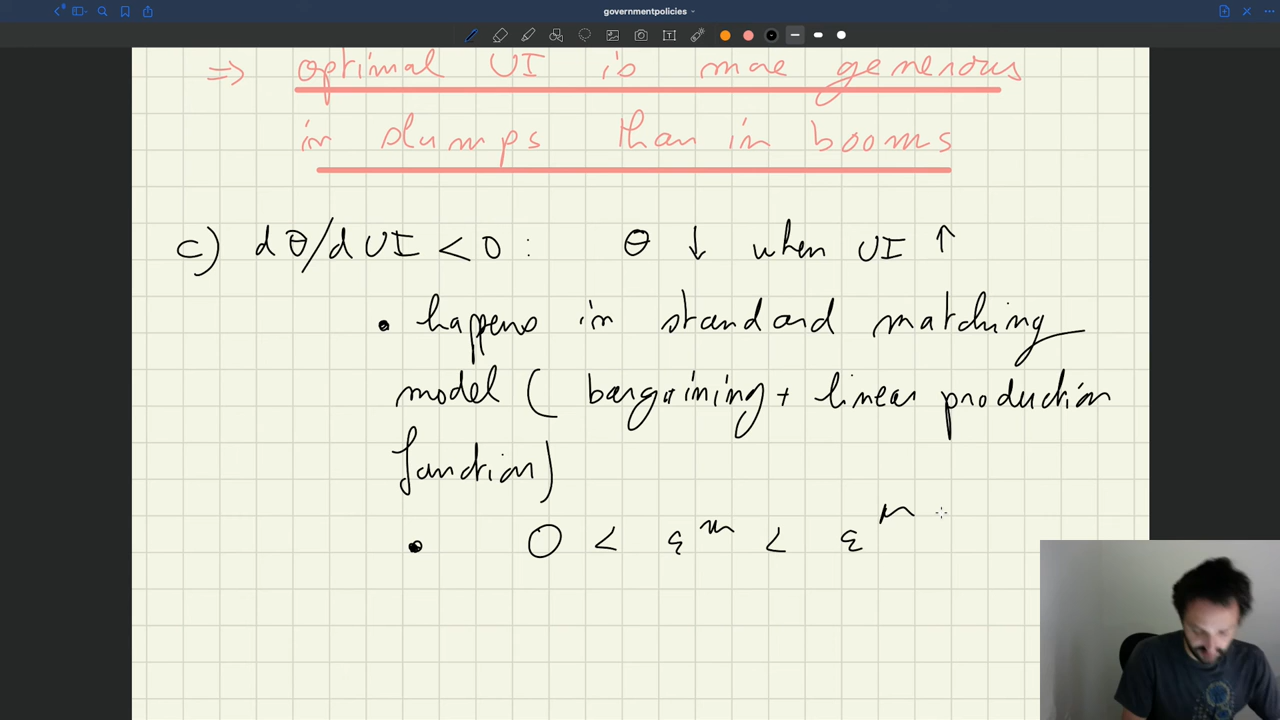 governmentpolicies
=> optimal UI is more generous
in slumps than in booms
c) dθ/dUI < 0 : θ ↓ when UI ↑
• happens in standard matching
model ( bargaining + linear production
function)
• 0 < ε^m < ε^M